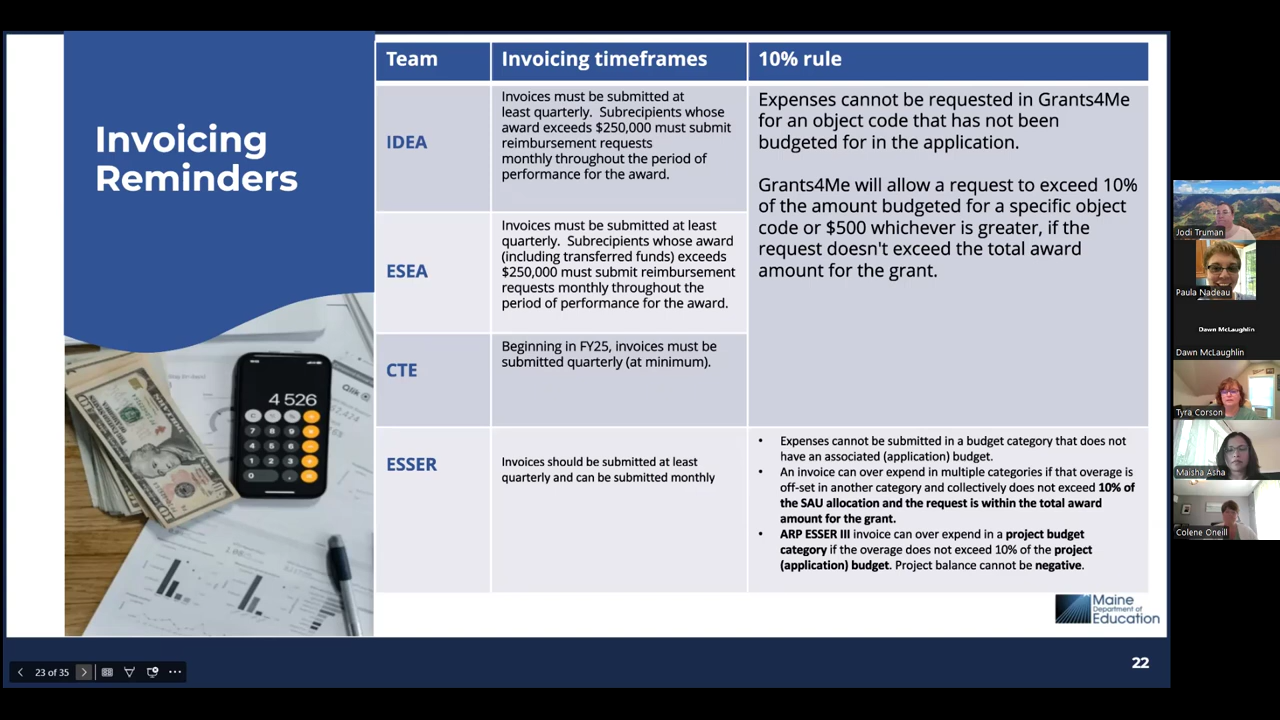 Invoicing
Reminders
Team
Invoicing timeframes
10% rule
IDEA
Invoices must be submitted at
least quarterly.  Subrecipients whose
award exceeds $250,000 must submit
reimbursement requests
monthly throughout the period of
performance for the award.
Expenses cannot be requested in Grants4Me
for an object code that has not been
budgeted for in the application.
Grants4Me will allow a request to exceed 10%
of the amount budgeted for a specific object
code or $500 whichever is greater, if the
request doesn't exceed the total award
amount for the grant.
ESEA
Invoices must be submitted at least
quarterly.  Subrecipients whose award
(including transferred funds) exceeds
$250,000 must submit reimbursement
requests monthly throughout the
period of performance for the award.
CTE
Beginning in FY25, invoices must be
submitted quarterly (at minimum).
ESSER
Invoices should be submitted at least
quarterly and can be submitted monthly
• Expenses cannot be submitted in a budget category that does not
have an associated (application) budget.
• An invoice can over expend in multiple categories if that overage is
off-set in another category and collectively does not exceed 10% of
the SAU allocation and the request is within the total award
amount for the grant.
• ARP ESSER III invoice can over expend in a project budget
category if the overage does not exceed 10% of the project
(application) budget. Project balance cannot be negative.
4 526
Maine
Department of
Education
22
23 of 35
Jodi Truman
Paula Nadeau
Dawn McLaughlin
Dawn McLaughlin
Tyra Corson
Maisha Asha
Colene Oneill